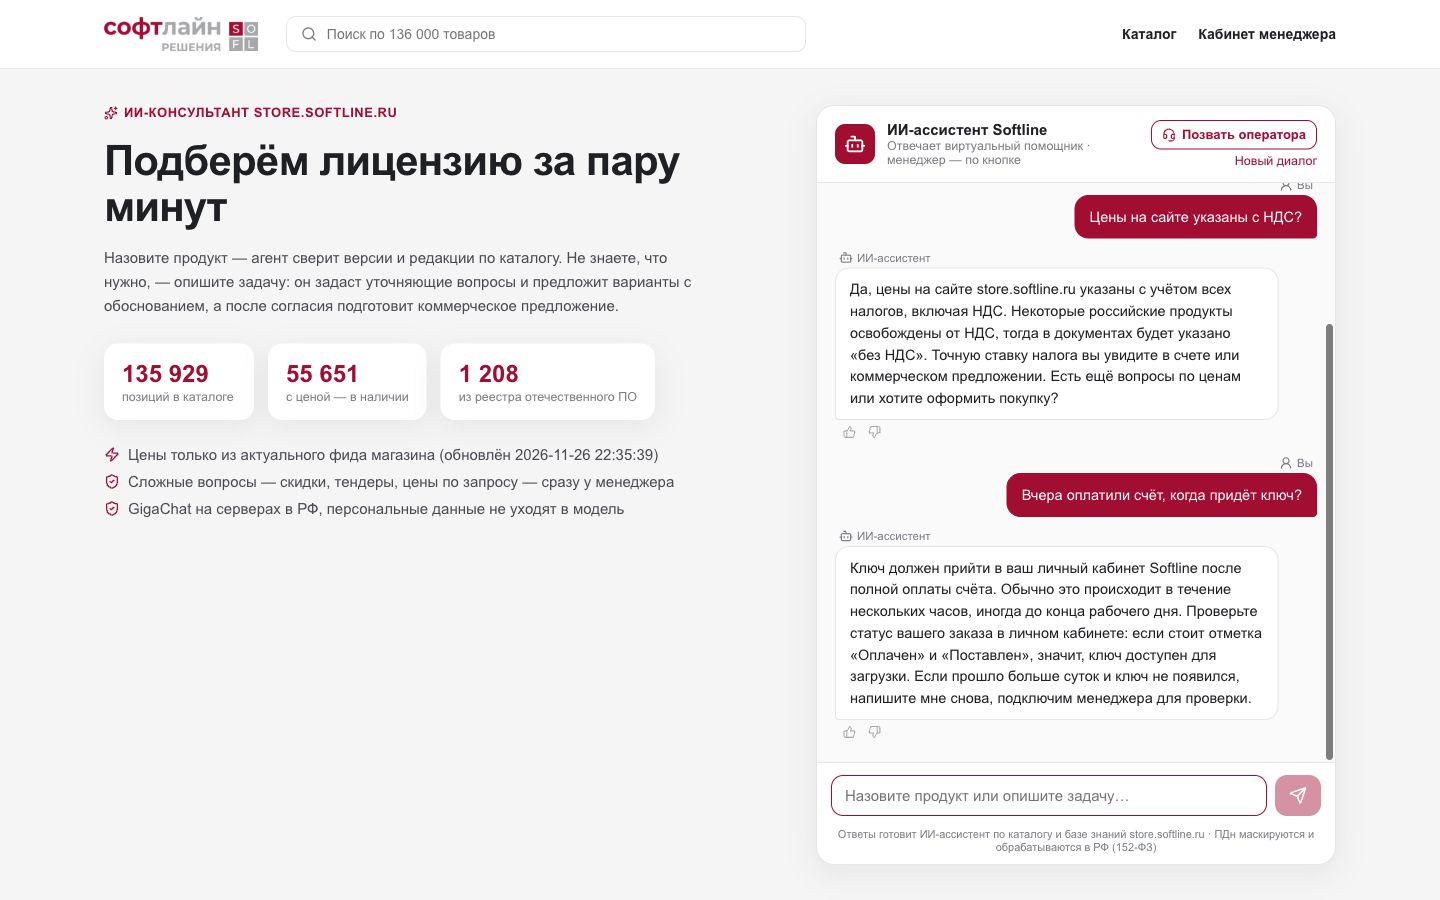 софтлайн
РЕШЕНИЯ
S O
F L
Поиск по 136 000 товаров
Каталог
Кабинет менеджера
ИИ-КОНСУЛЬТАНТ STORE.SOFTLINE.RU
Подберём лицензию за пару
минут
Назовите продукт — агент сверит версии и редакции по каталогу. Не знаете, что
нужно, — опишите задачу: он задаст уточняющие вопросы и предложит варианты с
обоснованием, а после согласия подготовит коммерческое предложение.
135 929
позиций в каталоге
55 651
с ценой — в наличии
1 208
из реестра отечественного ПО
Цены только из актуального фида магазина (обновлён 2026-11-26 22:35:39)
Сложные вопросы — скидки, тендеры, цены по запросу — сразу у менеджера
GigaChat на серверах в РФ, персональные данные не уходят в модель
ИИ-ассистент Softline
Отвечает виртуальный помощник ·
менеджер — по кнопке
Позвать оператора
Новый диалог
Вы
Цены на сайте указаны с НДС?
ИИ-ассистент
Да, цены на сайте store.softline.ru указаны с учётом всех
налогов, включая НДС. Некоторые российские продукты
освобождены от НДС, тогда в документах будет указано
«без НДС». Точную ставку налога вы увидите в счете или
коммерческом предложении. Есть ещё вопросы по ценам
или хотите оформить покупку?
Вы
Вчера оплатили счёт, когда придёт ключ?
ИИ-ассистент
Ключ должен прийти в ваш личный кабинет Softline после
полной оплаты счёта. Обычно это происходит в течение
нескольких часов, иногда до конца рабочего дня. Проверьте
статус вашего заказа в личном кабинете: если стоит отметка
«Оплачен» и «Поставлен», значит, ключ доступен для
загрузки. Если прошло больше суток и ключ не появился,
напишите мне снова, подключим менеджера для проверки.
Назовите продукт или опишите задачу…
Ответы готовит ИИ-ассистент по каталогу и базе знаний store.softline.ru · ПДн маскируются и
обрабатываются в РФ (152-ФЗ)